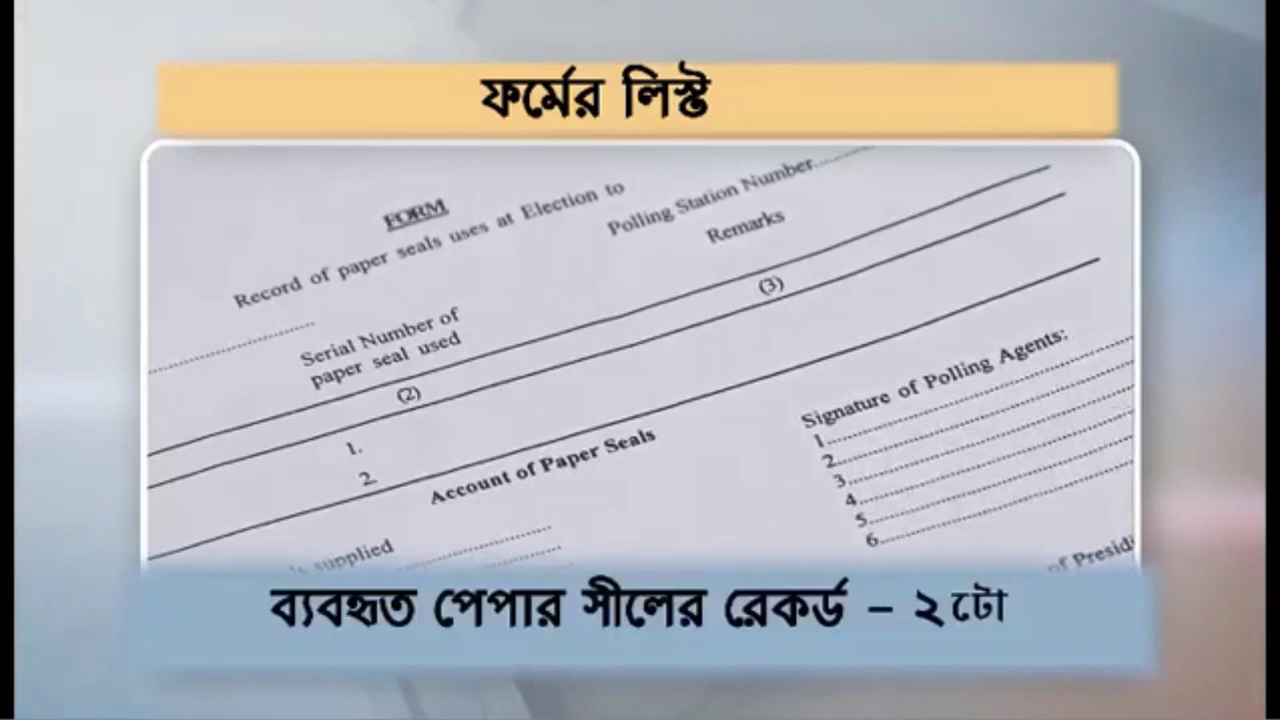 ফর্মের লিস্ট
FORM
Record of paper seals uses at Election to
Polling Station Number..........
Serial Number of
paper seal used
Remarks
(2)
(3)
1.
2.
Account of Paper Seals
supplied
Signature of Polling Agents:
1
2
3
4
5
6
of Presidi
ব্যবহৃত পেপার সীলের রেকর্ড – ২টো